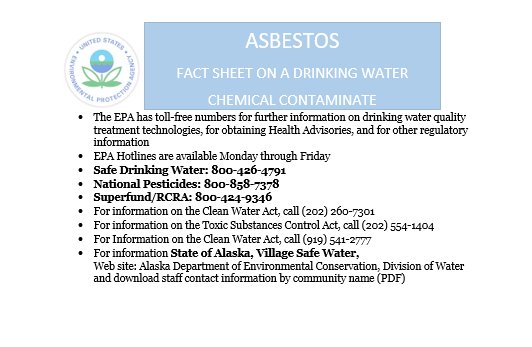 UNITED STATES
ENVIRONMENTAL PROTECTION AGENCY
ASBESTOS
FACT SHEET ON A DRINKING WATER
CHEMICAL CONTAMINATE
• The EPA has toll-free numbers for further information on drinking water quality
treatment technologies, for obtaining Health Advisories, and for other regulatory
information
• EPA Hotlines are available Monday through Friday
• Safe Drinking Water: 800-426-4791
• National Pesticides: 800-858-7378
• Superfund/RCRA: 800-424-9346
• For information on the Clean Water Act, call (202) 260-7301
• For information on the Toxic Substances Control Act, call (202) 554-1404
• For Information on the Clean Water Act, call (919) 541-2777
• For information State of Alaska, Village Safe Water,
Web site: Alaska Department of Environmental Conservation, Division of Water
and download staff contact information by community name (PDF)